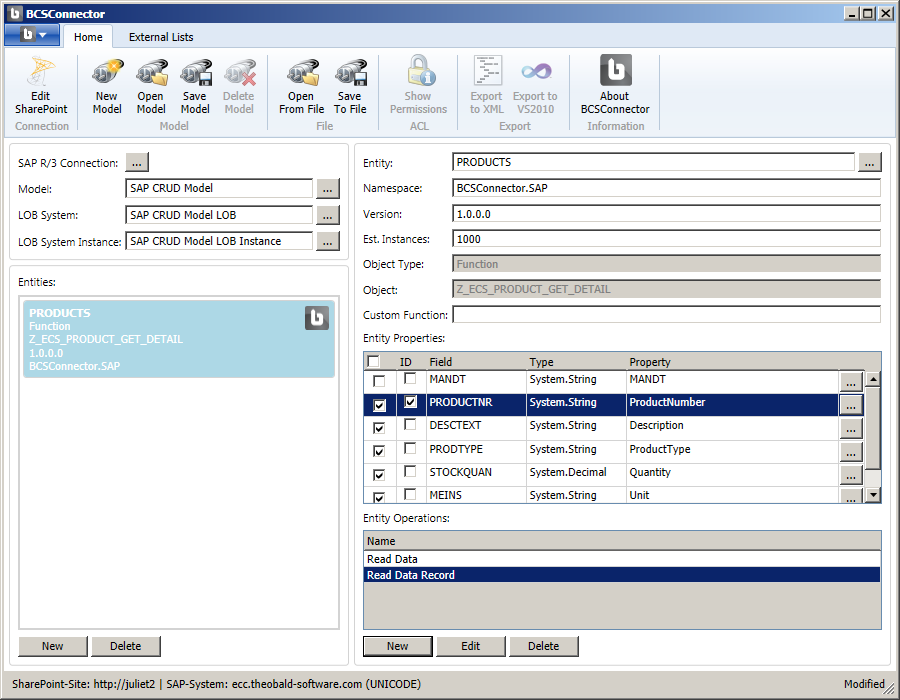 BCSConnector
Home
External Lists
Edit SharePoint
New Model
Open Model
Save Model
Delete Model
Open From File
Save To File
Show Permissions
Export to XML
Export to VS2010
About BCSConnector
Connection
Model
File
ACL
Export
Information
SAP R/3 Connection:
...
Model:
SAP CRUD Model
...
LOB System:
SAP CRUD Model LOB
...
LOB System Instance:
SAP CRUD Model LOB Instance
...
Entities:
PRODUCTS
Function
Z_ECS_PRODUCT_GET_DETAIL
1.0.0.0
BCSConnector.SAP
New
Delete
Entity:
PRODUCTS
...
Namespace:
BCSConnector.SAP
Version:
1.0.0.0
Est. Instances:
1000
Object Type:
Function
Object:
Z_ECS_PRODUCT_GET_DETAIL
Custom Function:
Entity Properties:
ID Field Type Property
MANDT System.String MANDT ...
PRODUCTNR System.String ProductNumber ...
DESCTEXT System.String Description ...
PRODTYPE System.String ProductType ...
STOCKQUAN System.Decimal Quantity ...
MEINS System.String Unit ...
Entity Operations:
Name
Read Data
Read Data Record
New
Edit
Delete
SharePoint-Site: http://juliet2 | SAP-System: ecc.theobald-software.com (UNICODE)
Modified